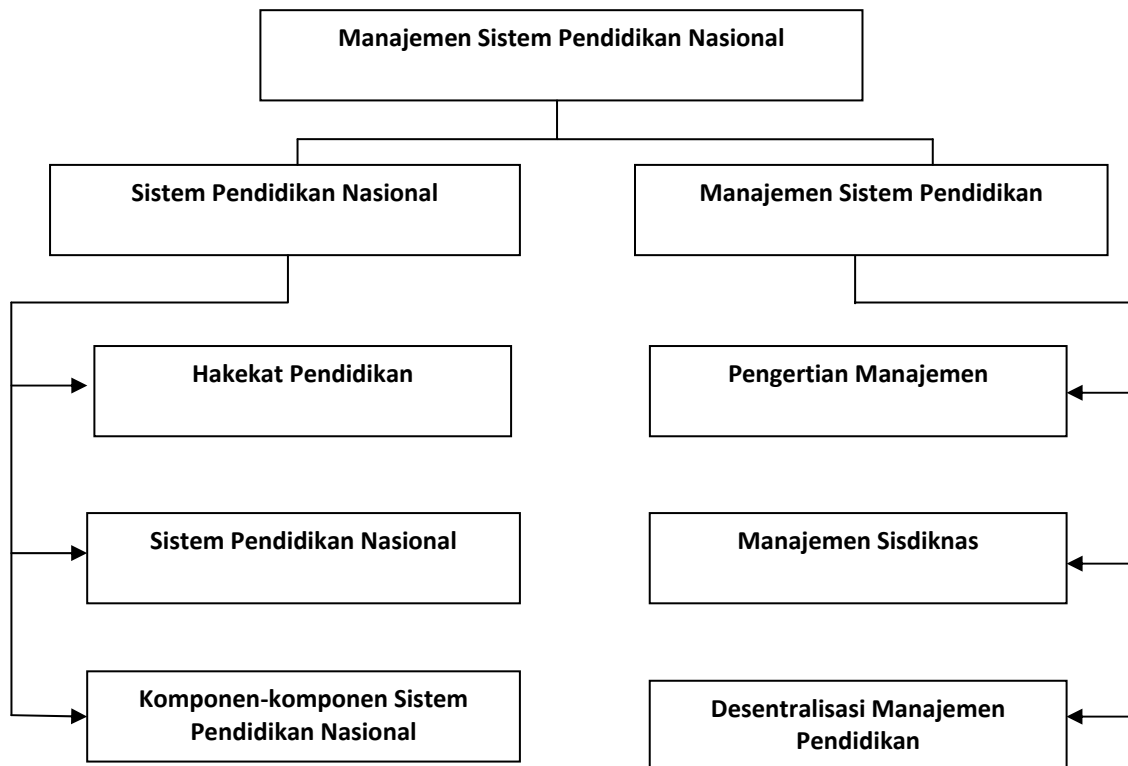 Manajemen Sistem Pendidikan Nasional
Sistem Pendidikan Nasional
Manajemen Sistem Pendidikan
Hakekat Pendidikan
Pengertian Manajemen
Sistem Pendidikan Nasional
Manajemen Sisdiknas
Komponen-komponen Sistem
Pendidikan Nasional
Desentralisasi Manajemen
Pendidikan